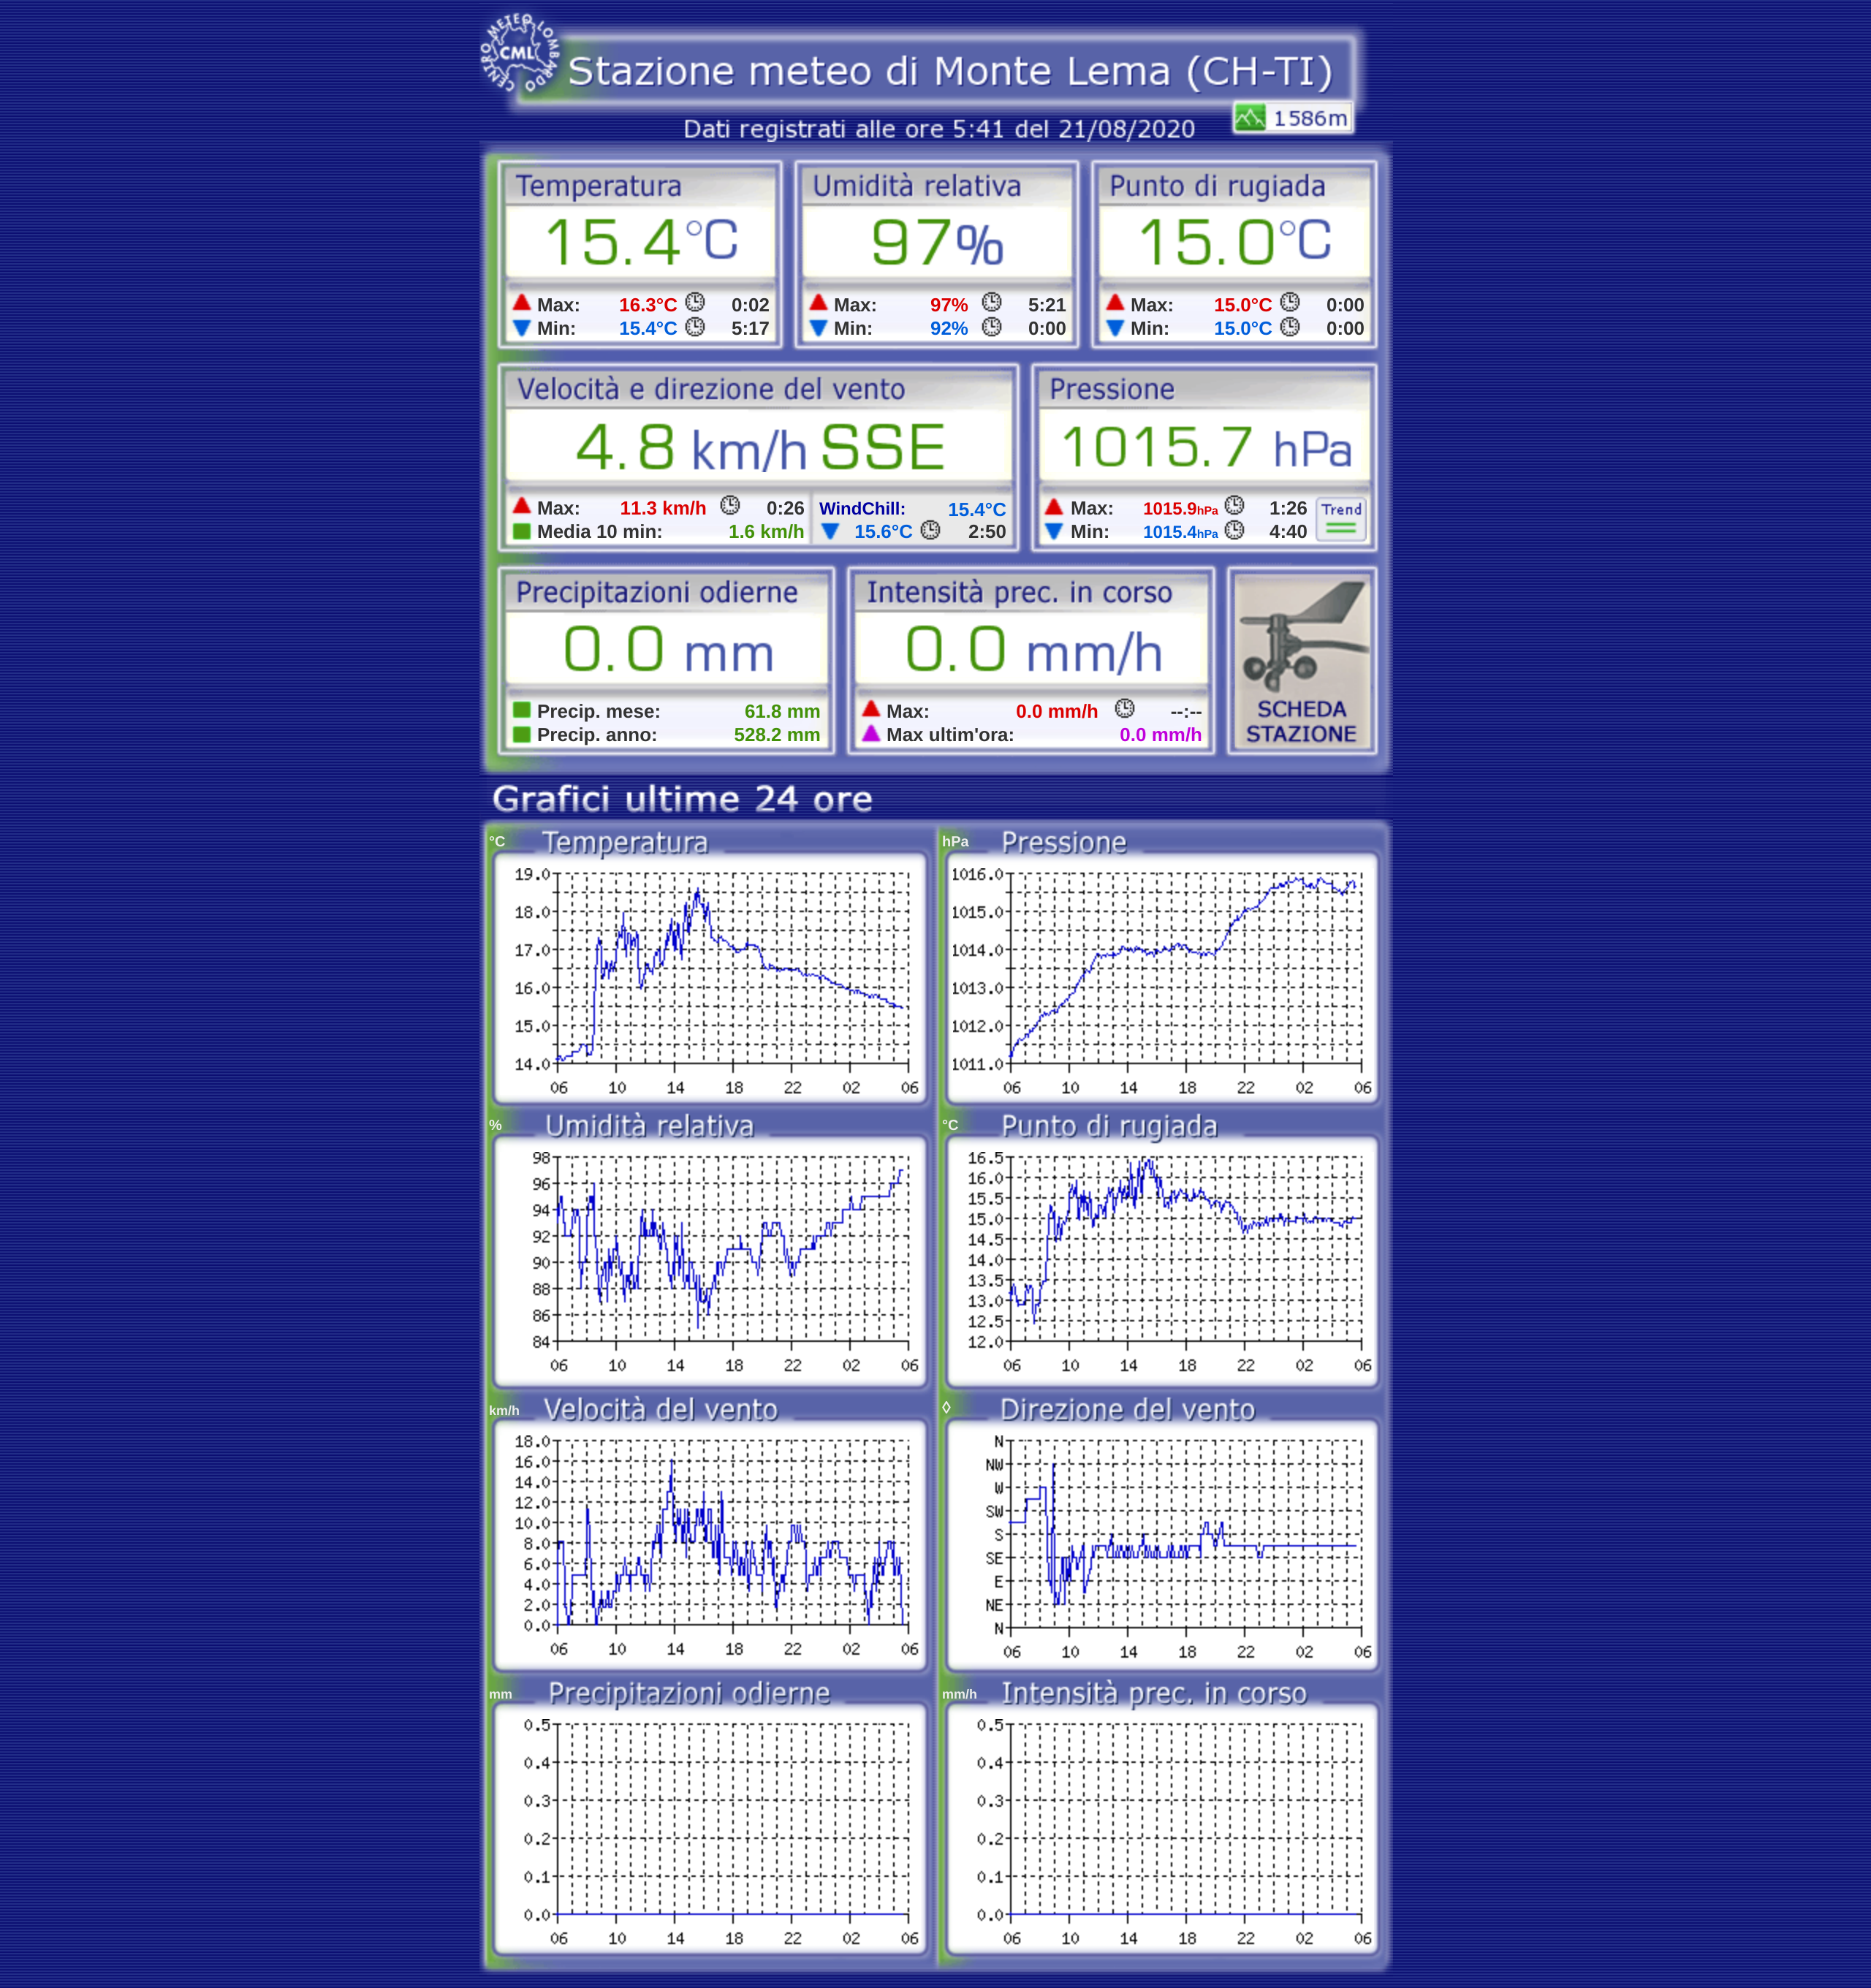 CENTRO METEO LOMBARDO
CML
Stazione meteo di Monte Lema (CH-TI)
1586m
Dati registrati alle ore 5:41 del 21/08/2020
Temperatura
15.4°C
Max: 16.3°C 0:02
Min: 15.4°C 5:17
Umidità relativa
97%
Max: 97% 5:21
Min: 92% 0:00
Punto di rugiada
15.0°C
Max: 15.0°C 0:00
Min: 15.0°C 0:00
Velocità e direzione del vento
4.8 km/h SSE
Max: 11.3 km/h 0:26
Media 10 min: 1.6 km/h
WindChill: 15.4°C
15.6°C 2:50
Pressione
1015.7 hPa
Max: 1015.9hPa 1:26
Min: 1015.4hPa 4:40
Trend
Precipitazioni odierne
0.0 mm
Precip. mese: 61.8 mm
Precip. anno: 528.2 mm
Intensità prec. in corso
0.0 mm/h
Max: 0.0 mm/h --:--
Max ultim'ora: 0.0 mm/h
SCHEDA
STAZIONE
Grafici ultime 24 ore
°C Temperatura
19.0
18.0
17.0
16.0
15.0
14.0
06 10 14 18 22 02 06
hPa Pressione
1016.0
1015.0
1014.0
1013.0
1012.0
1011.0
06 10 14 18 22 02 06
% Umidità relativa
98
96
94
92
90
88
86
84
06 10 14 18 22 02 06
°C Punto di rugiada
16.5
16.0
15.5
15.0
14.5
14.0
13.5
13.0
12.5
12.0
06 10 14 18 22 02 06
km/h Velocità del vento
18.0
16.0
14.0
12.0
10.0
8.0
6.0
4.0
2.0
0.0
06 10 14 18 22 02 06
◊ Direzione del vento
N
NW
W
SW
S
SE
E
NE
N
06 10 14 18 22 02 06
mm Precipitazioni odierne
0.5
0.4
0.3
0.2
0.1
0.0
06 10 14 18 22 02 06
mm/h Intensità prec. in corso
0.5
0.4
0.3
0.2
0.1
0.0
06 10 14 18 22 02 06